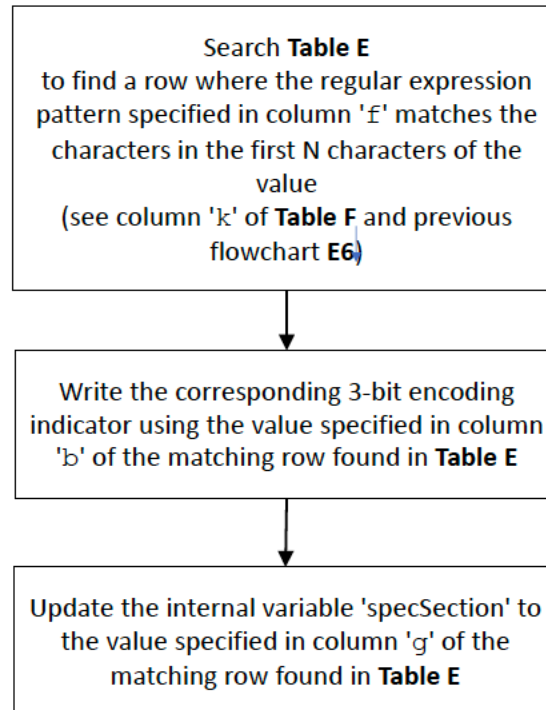 Search Table E
to find a row where the regular expression
pattern specified in column 'f' matches the
characters in the first N characters of the
value
(see column 'k' of Table F and previous
flowchart E6)
Write the corresponding 3-bit encoding
indicator using the value specified in column
'b' of the matching row found in Table E
Update the internal variable 'specSection' to
the value specified in column 'g' of the
matching row found in Table E